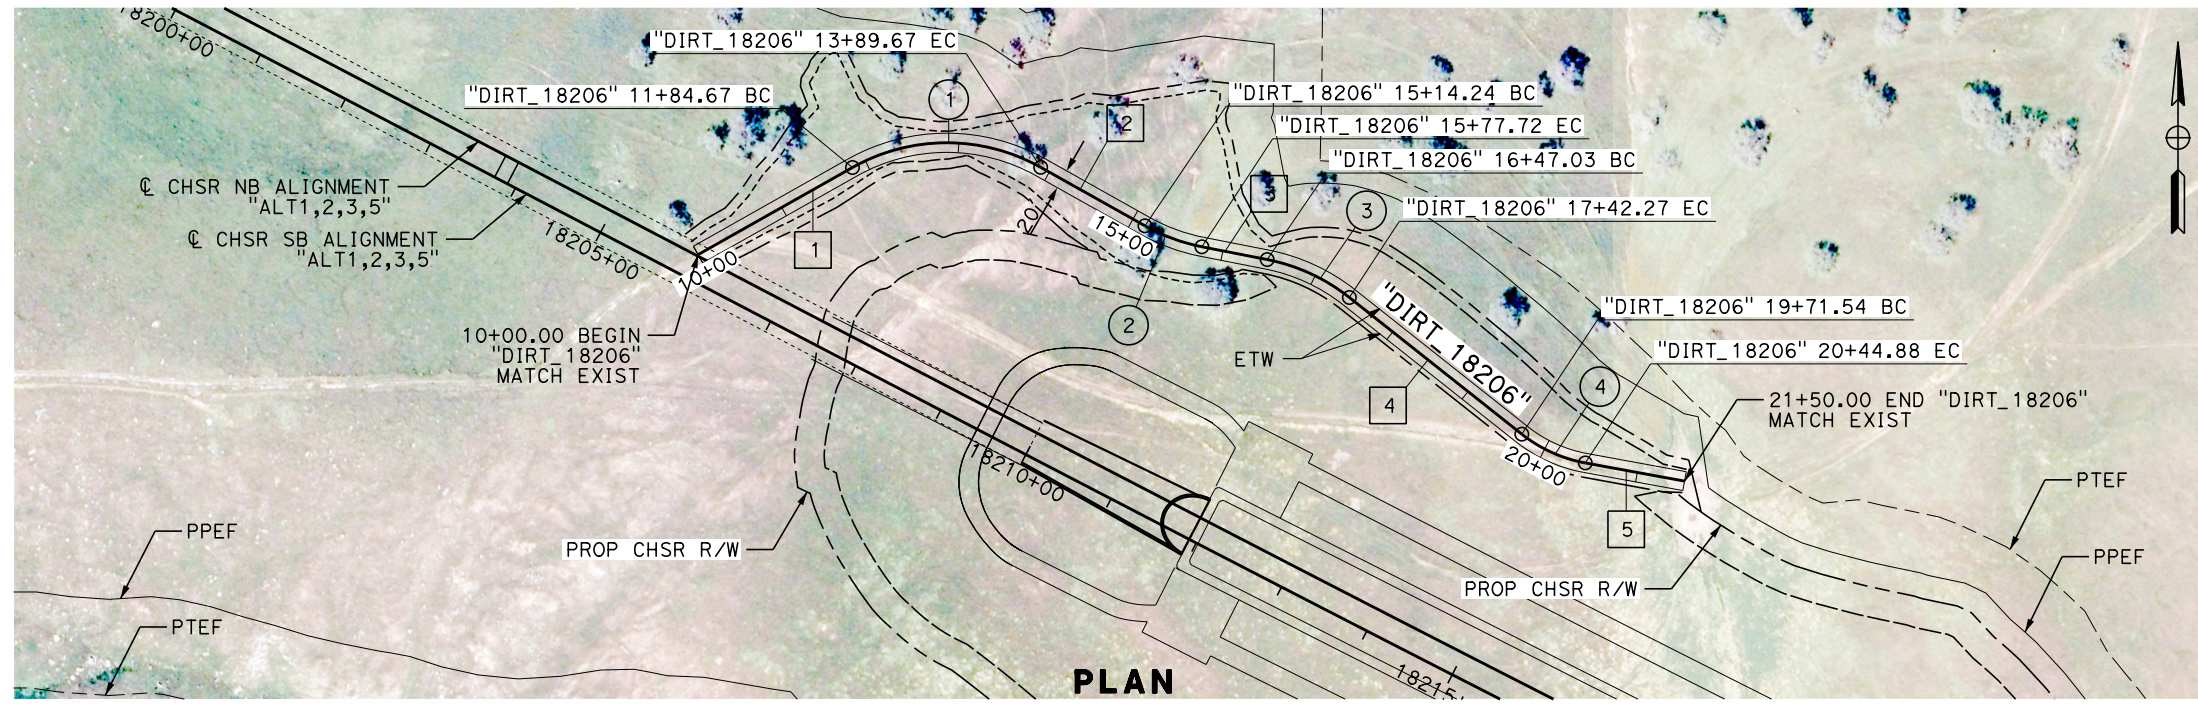 18200+00
"DIRT_18206" 13+89.67 EC
"DIRT_18206" 11+84.67 BC
1
2
"DIRT_18206" 15+14.24 BC
"DIRT_18206" 15+77.72 EC
"DIRT_18206" 16+47.03 BC
3
3
"DIRT_18206" 17+42.27 EC
℄ CHSR NB ALIGNMENT
"ALT1,2,3,5"
℄ CHSR SB ALIGNMENT
"ALT1,2,3,5"
18205+00
10+00
1
20
15+00
2
10+00.00 BEGIN
"DIRT_18206"
MATCH EXIST
ETW
"DIRT_18206"
"DIRT_18206" 19+71.54 BC
"DIRT_18206" 20+44.88 EC
4
4
21+50.00 END "DIRT_18206"
MATCH EXIST
18210+00
20+00
5
PTEF
PPEF
PROP CHSR R/W
PROP CHSR R/W
PPEF
PTEF
18215
PLAN